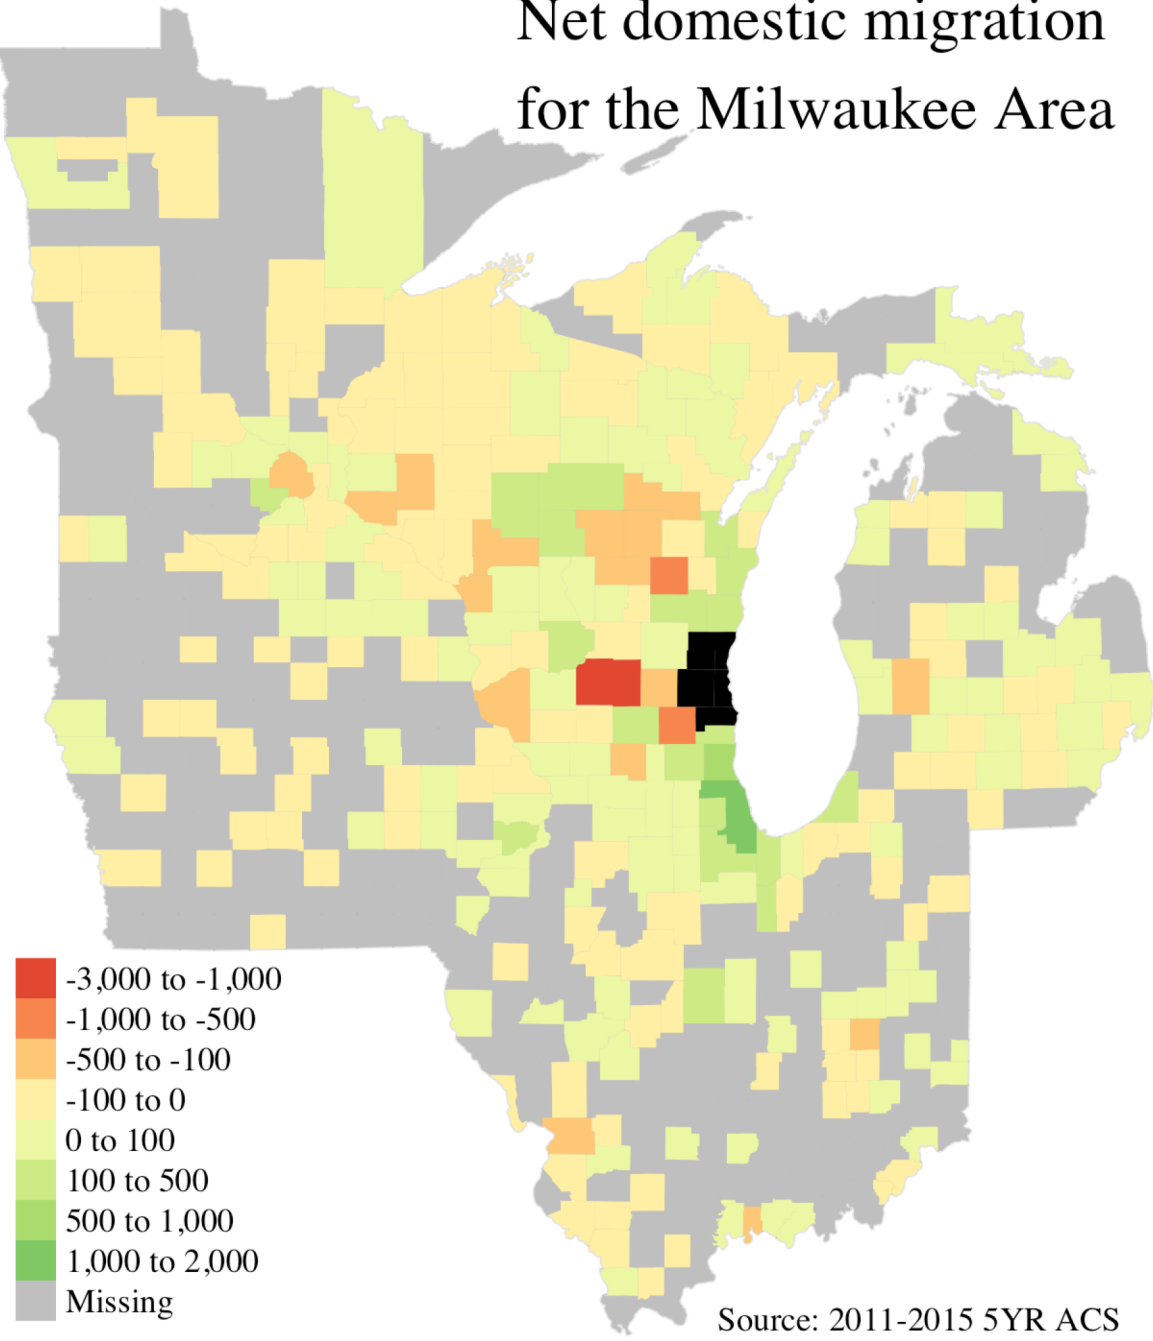 Net domestic migration
for the Milwaukee Area
-3,000 to -1,000
-1,000 to -500
-500 to -100
-100 to 0
0 to 100
100 to 500
500 to 1,000
1,000 to 2,000
Missing
Source: 2011-2015 5YR ACS